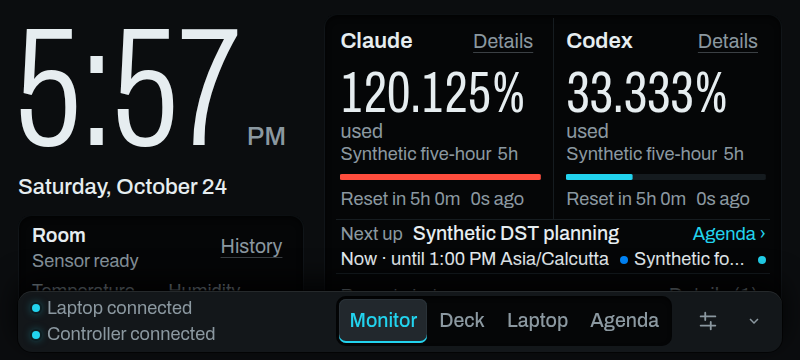 5:57 PM
Saturday, October 24
Room
History
Sensor ready
Temperature Humidity
Claude
Details
120.125%
used
Synthetic five-hour 5h
Reset in 5h 0m 0s ago
Codex
Details
33.333%
used
Synthetic five-hour 5h
Reset in 5h 0m 0s ago
Next up Synthetic DST planning
Agenda ›
Now · until 1:00 PM Asia/Calcutta
Synthetic fo...
Laptop connected
Controller connected
Monitor Deck Laptop Agenda